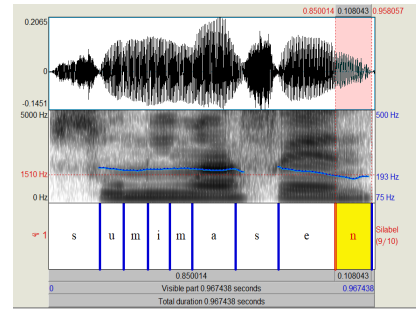 0.850014 0.108043 0.958057
0.2065
0
-0.1451
5000 Hz 500 Hz
1510 Hz 193 Hz
0 Hz 75 Hz
1 s u m i m a s e n Silabel
(9/10)
0.850014 0.108043
0 Visible part 0.967438 seconds 0.967438
Total duration 0.967438 seconds